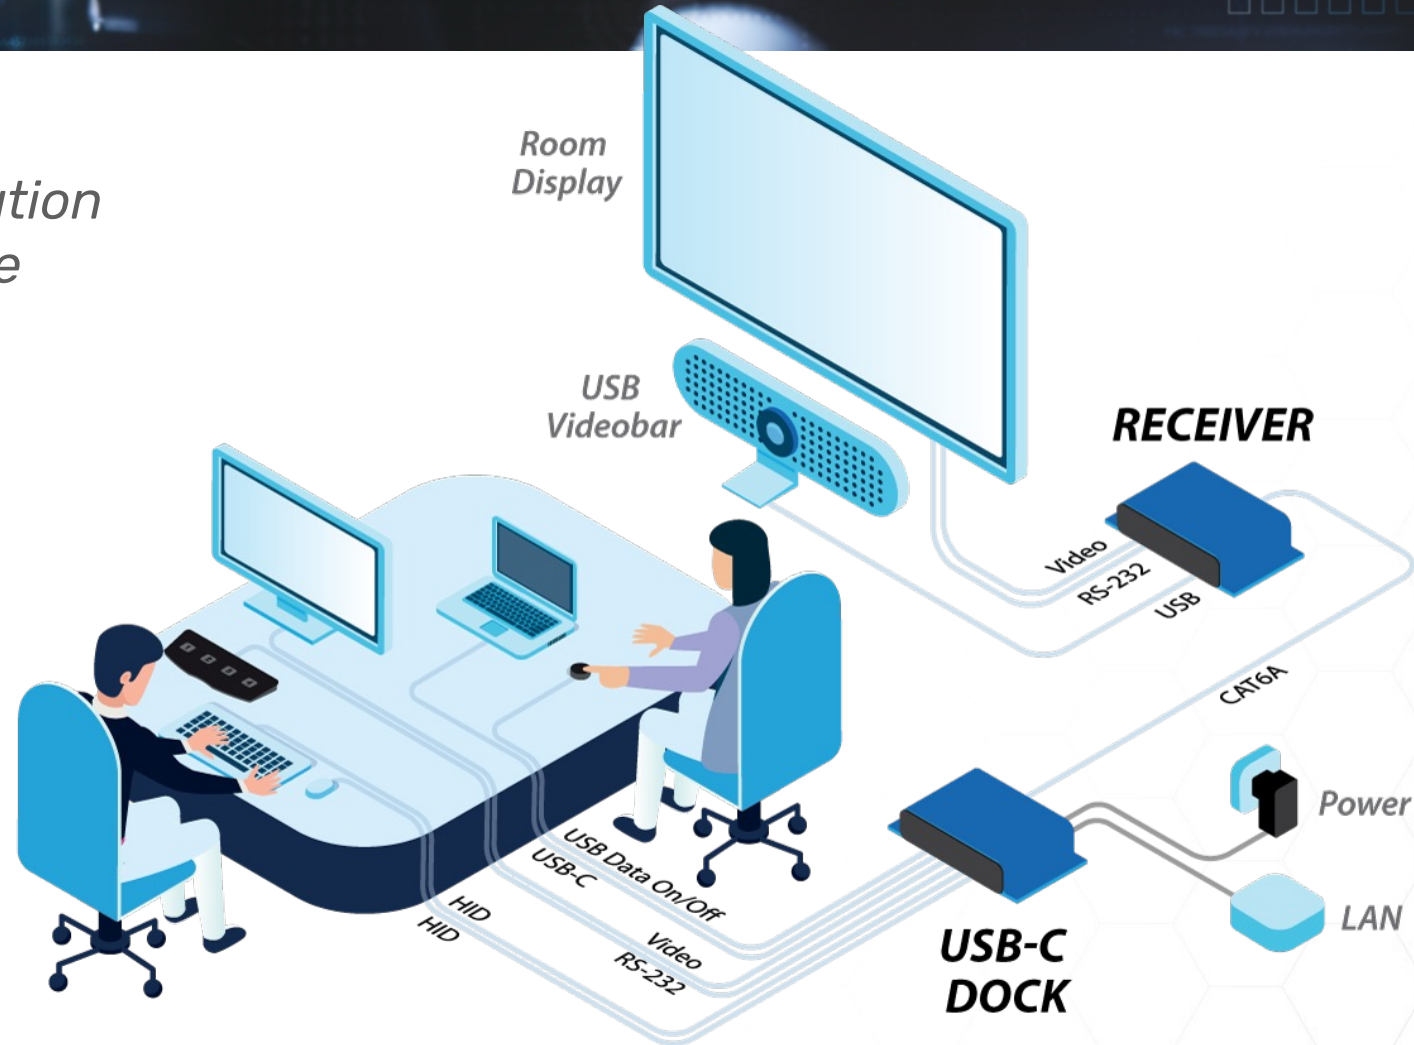 Room
Display
USB
Videobar
RECEIVER
Video
RS-232
USB
CAT6A
Power
LAN
USB-C
DOCK
USB Data On/Off
USB-C
HID
HID
Video
RS-232